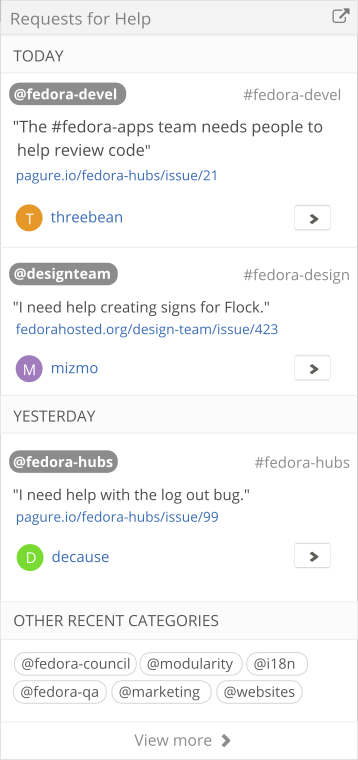 Requests for Help
TODAY
@fedora-devel #fedora-devel
"The #fedora-apps team needs people to
help review code"
pagure.io/fedora-hubs/issue/21
T threebean
@designteam #fedora-design
"I need help creating signs for Flock."
fedorahosted.org/design-team/issue/423
M mizmo
YESTERDAY
@fedora-hubs #fedora-hubs
"I need help with the log out bug."
pagure.io/fedora-hubs/issue/99
D decause
OTHER RECENT CATEGORIES
@fedora-council @modularity @i18n
@fedora-qa @marketing @websites
View more